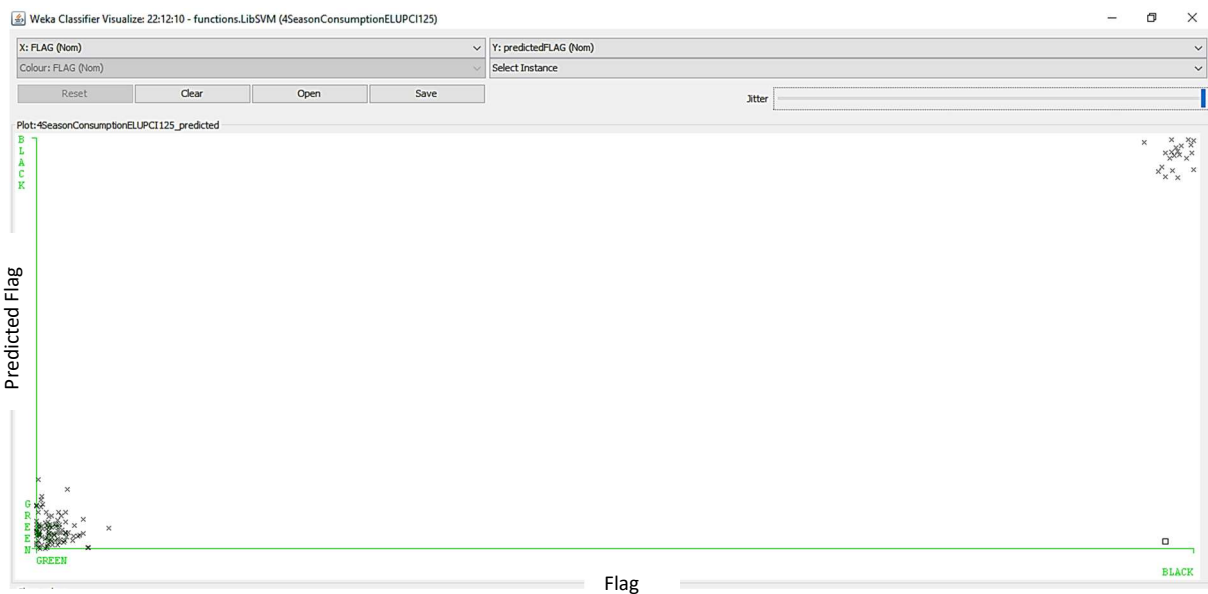 Weka Classifier Visualize: 22:12:10 - functions.LibSVM (4SeasonConsumptionELUPCI125)
X: FLAG (Nom)
Y: predictedFLAG (Nom)
Colour: FLAG (Nom)
Select Instance
Reset
Clear
Open
Save
Jitter
Plot:4SeasonConsumptionELUPCI125_predicted
BLACK
Predicted Flag
GREEN
GREEN
BLACK
Flag